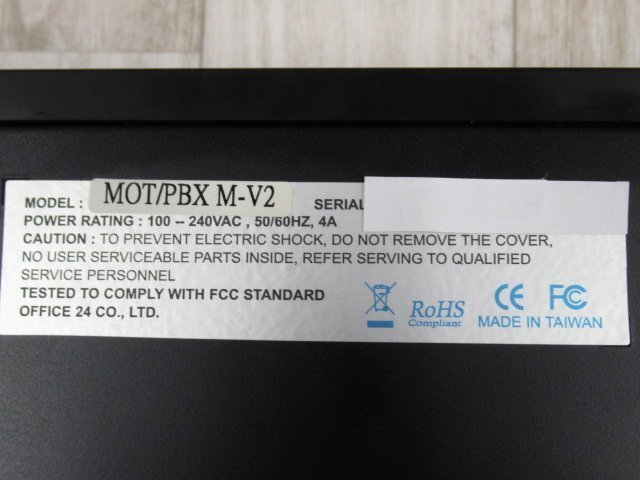 MODEL : MOT/PBX M-V2 SERIAL
POWER RATING : 100 -- 240VAC , 50/60HZ, 4A
CAUTION : TO PREVENT ELECTRIC SHOCK, DO NOT REMOVE THE COVER,
NO USER SERVICEABLE PARTS INSIDE, REFER SERVING TO QUALIFIED
SERVICE PERSONNEL
TESTED TO COMPLY WITH FCC STANDARD
OFFICE 24 CO., LTD.
RoHS
Compliant
CE FC
MADE IN TAIWAN